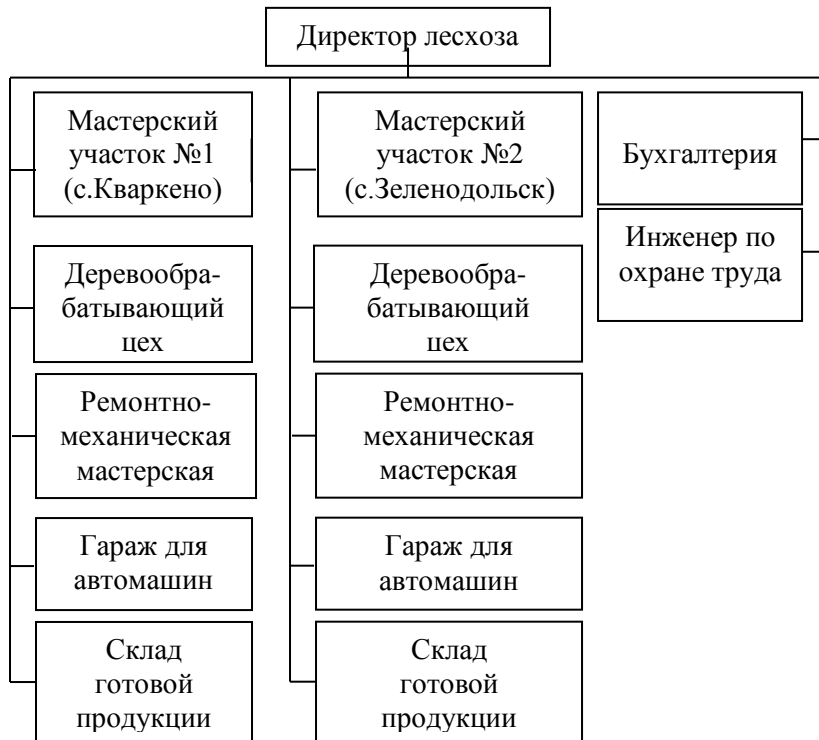 Директор лесхоза
Мастерский
участок №1
(с.Кваркено)
Деревообра-
батывающий
цех
Ремонтно-
механическая
мастерская
Гараж для
автомашин
Склад
готовой
продукции
Мастерский
участок №2
(с.Зеленодольск)
Деревообра-
батывающий
цех
Ремонтно-
механическая
мастерская
Гараж для
автомашин
Склад
готовой
продукции
Бухгалтерия
Инженер по
охране труда